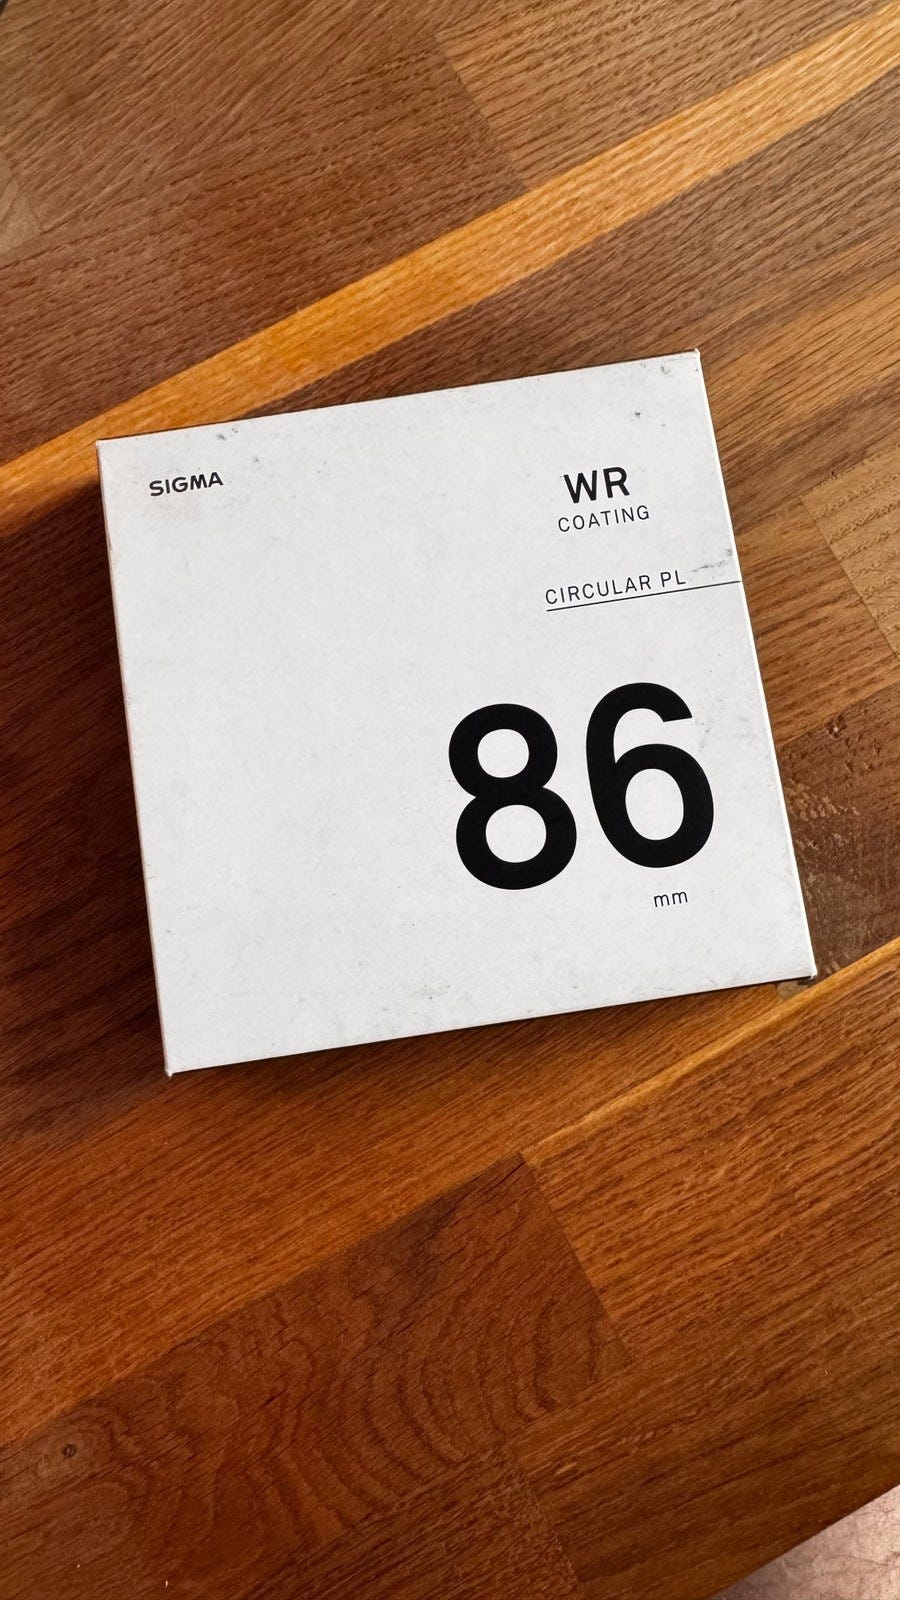 SIGMA
WR
COATING
CIRCULAR PL
86
mm